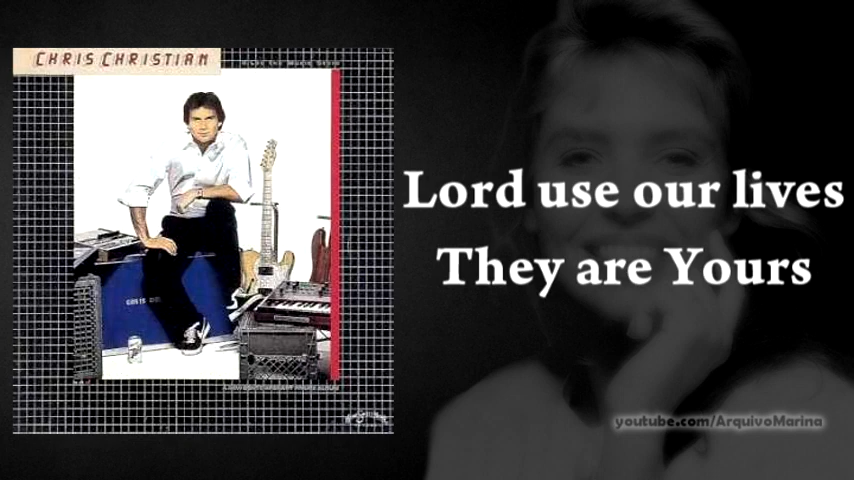 CHRIS CHRISTIAN
Lord use our lives
They are Yours
youtube.com/ArquivoMarina